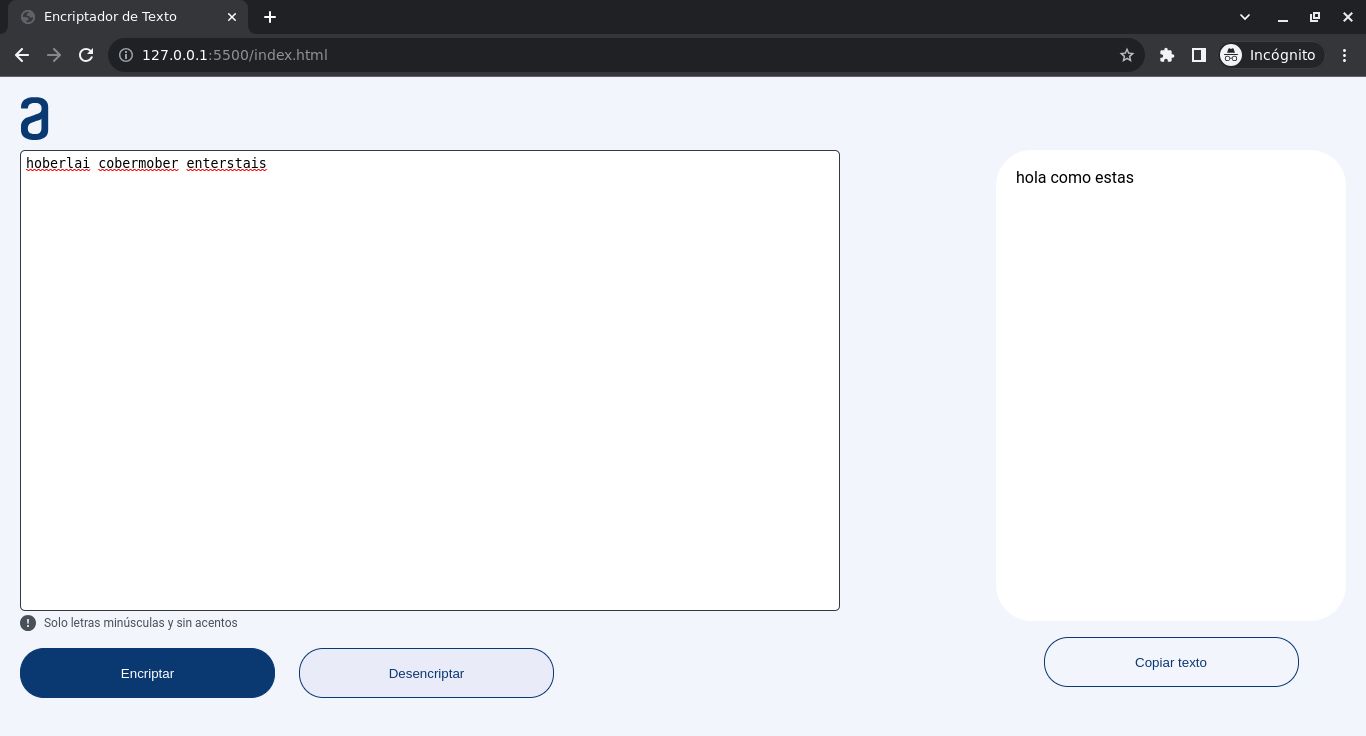 Encriptador de Texto
127.0.0.1:5500/index.html
Incógnito
a
hoberlai cobermober enterstais
hola como estas
Solo letras minúsculas y sin acentos
Encriptar
Desencriptar
Copiar texto